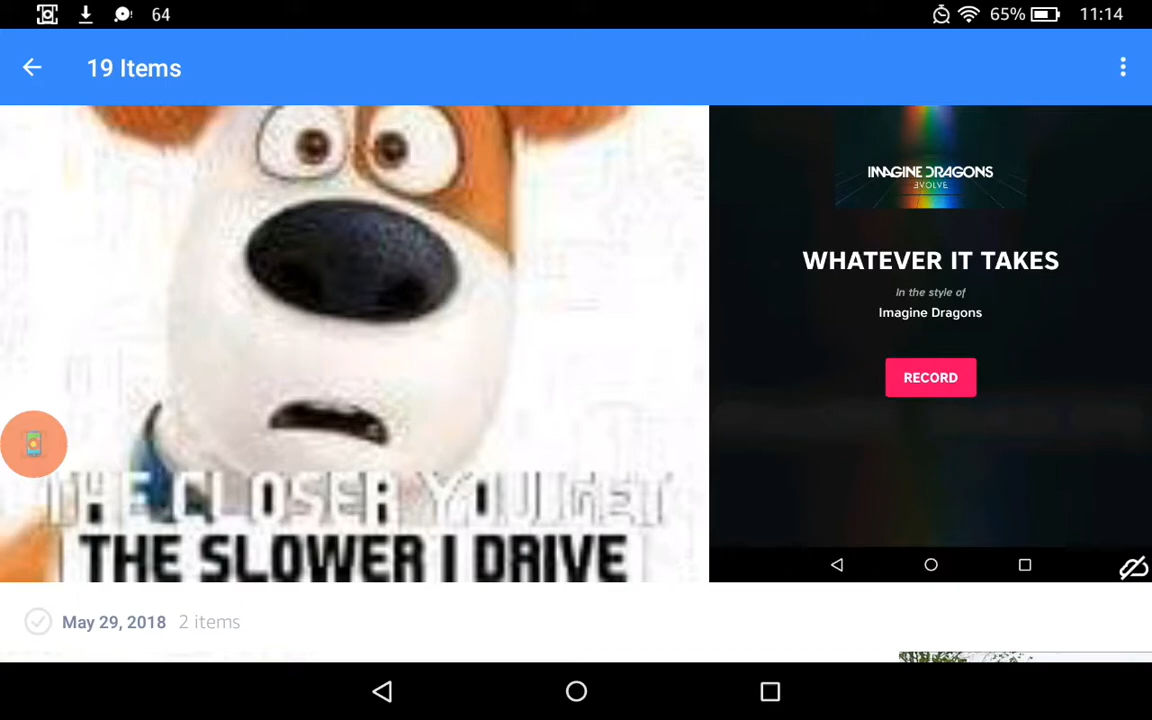 64
65%
11:14
19 Items
THE CLOSER YOU GET
THE SLOWER I DRIVE
IMAGINE DRAGONS
EVOLVE
WHATEVER IT TAKES
In the style of
Imagine Dragons
RECORD
May 29, 2018 2 items